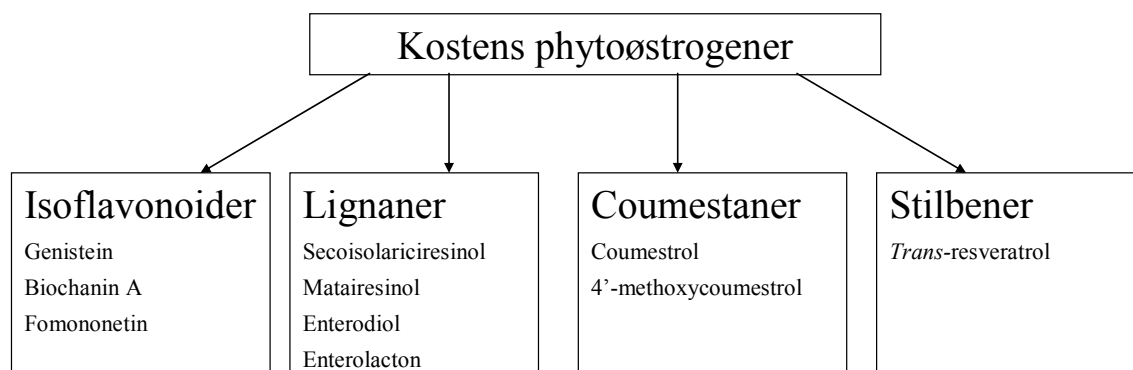 Kostens phytoøstrogener
Isoflavonoider
Genistein
Biochanin A
Fomononetin
Lignaner
Secoisolariciresinol
Matairesinol
Enterodiol
Enterolacton
Coumestaner
Coumestrol
4’-methoxycoumestrol
Stilbener
Trans-resveratrol